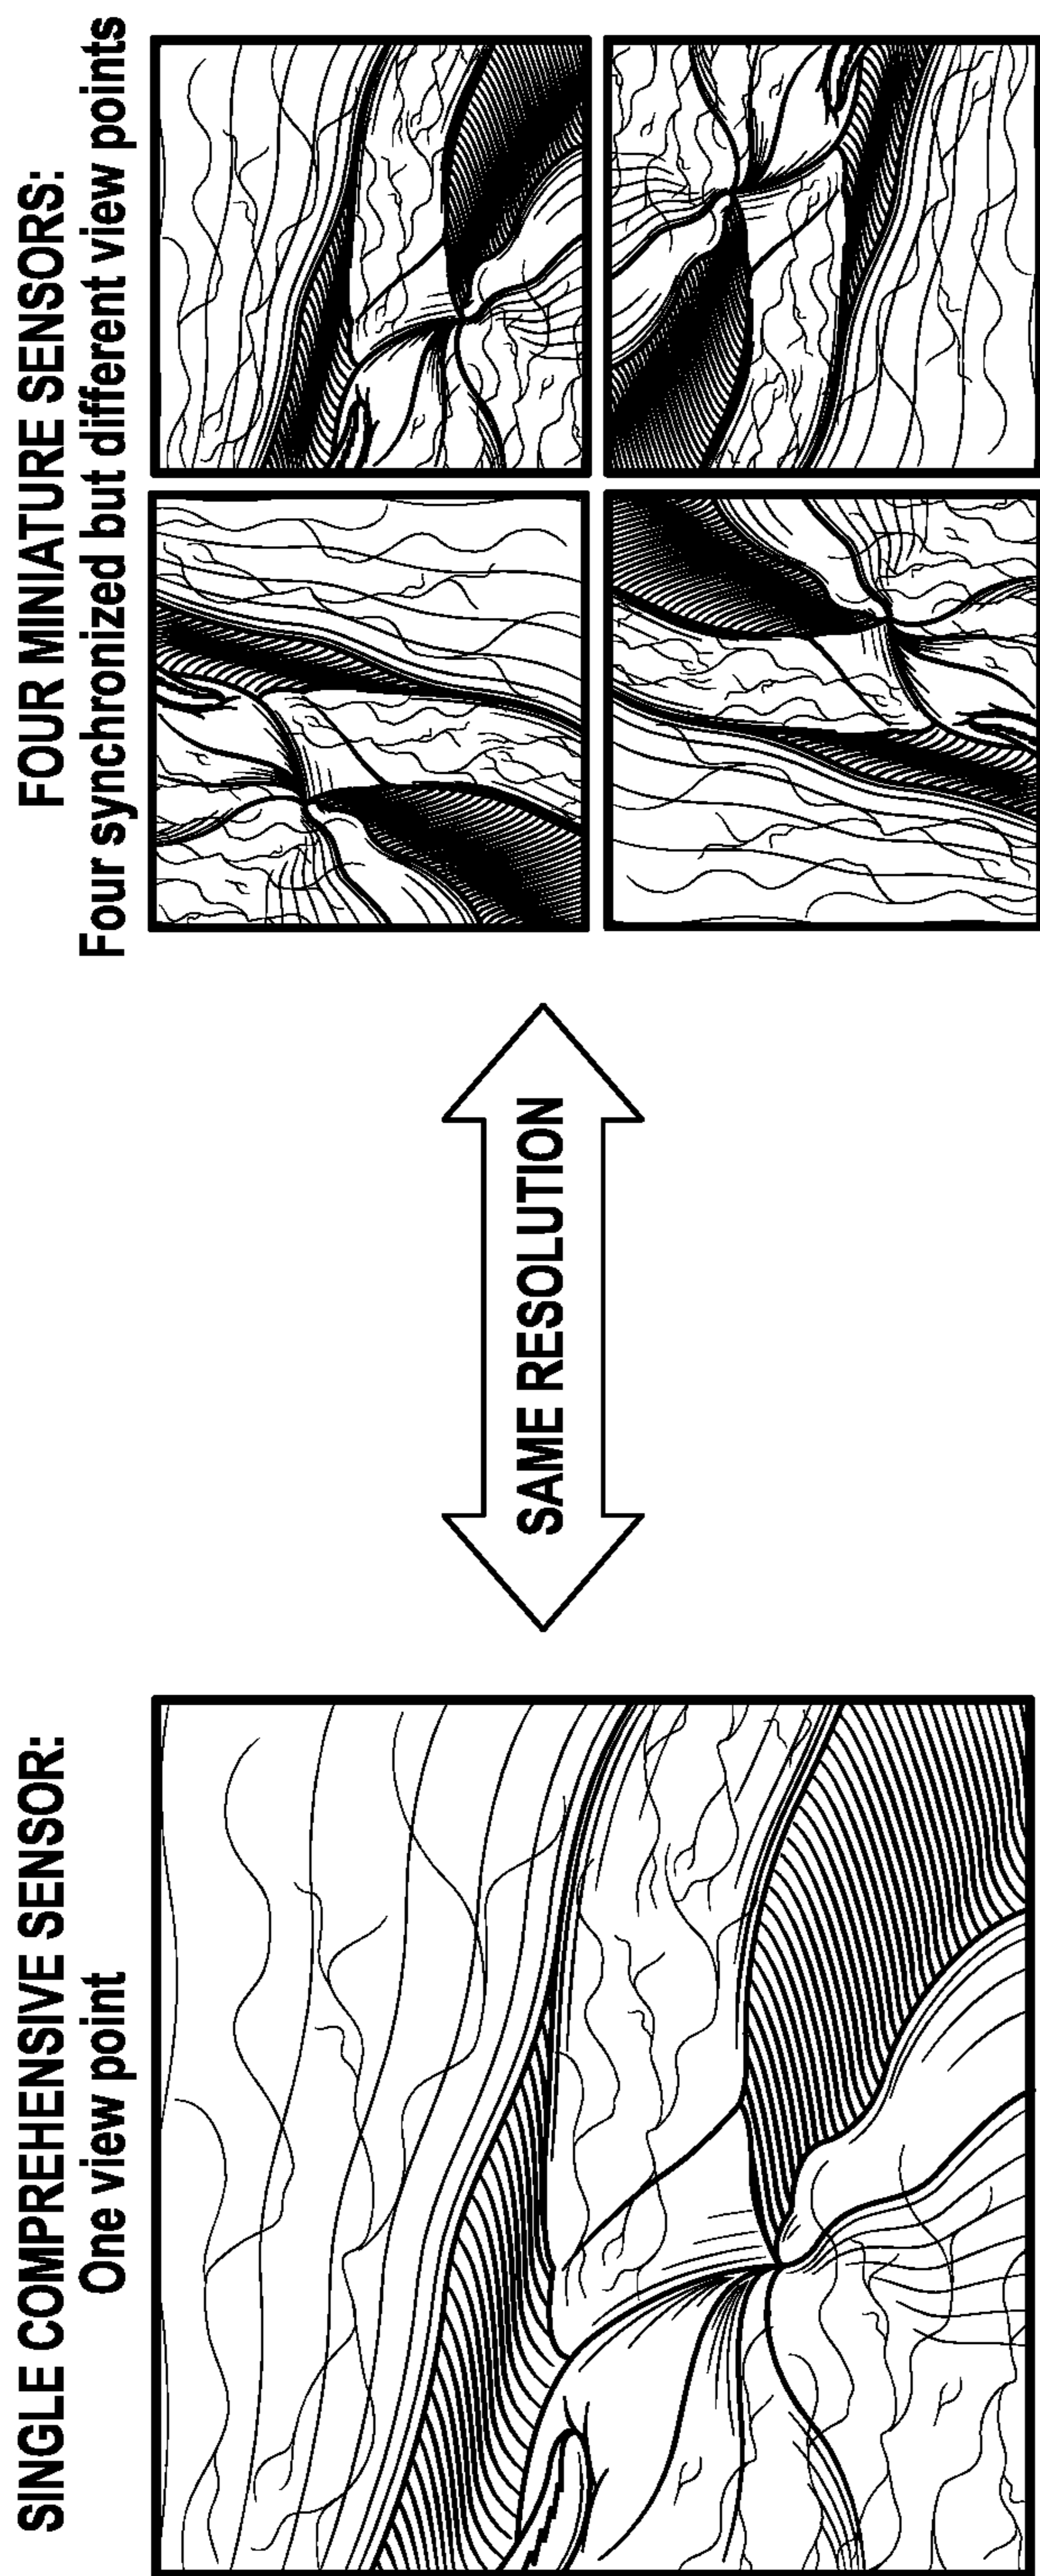 SINGLE COMPREHENSIVE SENSOR:
One view point
SAME RESOLUTION
FOUR MINIATURE SENSORS:
Four synchronized but different view points